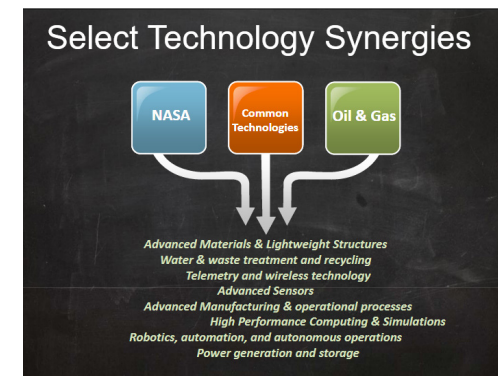 Select Technology Synergies
NASA
Common
Technologies
Oil & Gas
Advanced Materials & Lightweight Structures
Water & waste treatment and recycling
Telemetry and wireless technology
Advanced Sensors
Advanced Manufacturing & operational processes
High Performance Computing & Simulations
Robotics, automation, and autonomous operations
Power generation and storage